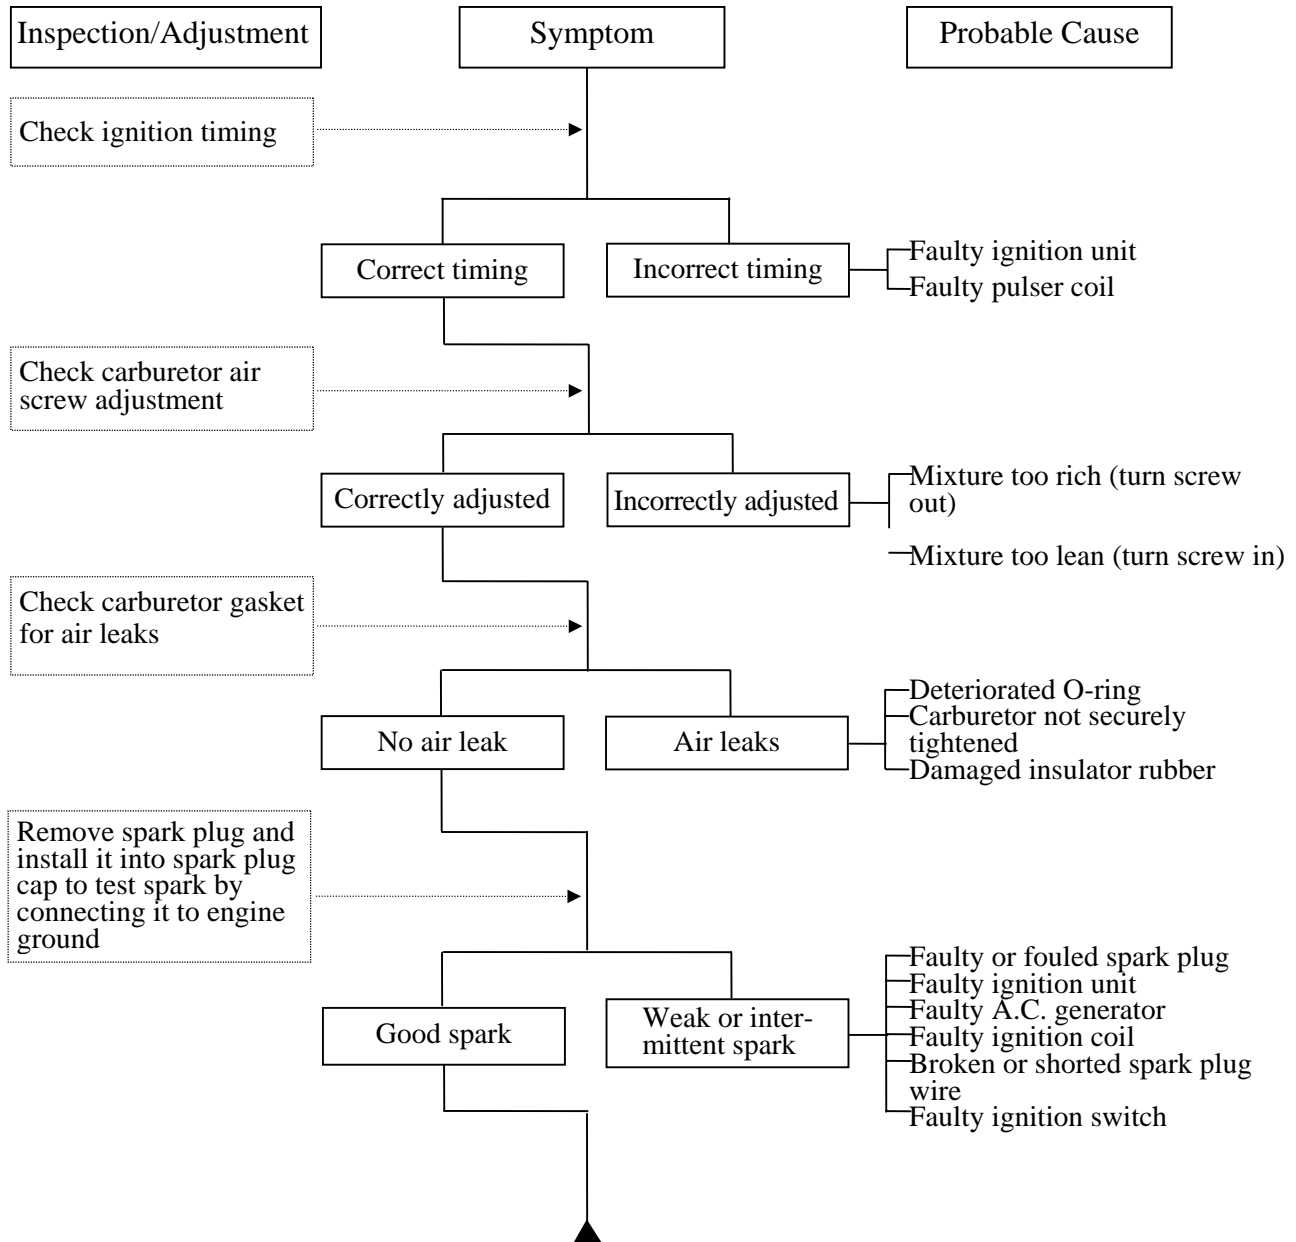 Inspection/Adjustment
Symptom
Probable Cause
Check ignition timing
Correct timing
Incorrect timing
Faulty ignition unit
Faulty pulser coil
Check carburetor air
screw adjustment
Correctly adjusted
Incorrectly adjusted
Mixture too rich (turn screw
out)
Mixture too lean (turn screw in)
Check carburetor gasket
for air leaks
No air leak
Air leaks
Deteriorated O-ring
Carburetor not securely
tightened
Damaged insulator rubber
Remove spark plug and
install it into spark plug
cap to test spark by
connecting it to engine
ground
Good spark
Weak or inter-
mittent spark
Faulty or fouled spark plug
Faulty ignition unit
Faulty A.C. generator
Faulty ignition coil
Broken or shorted spark plug
wire
Faulty ignition switch